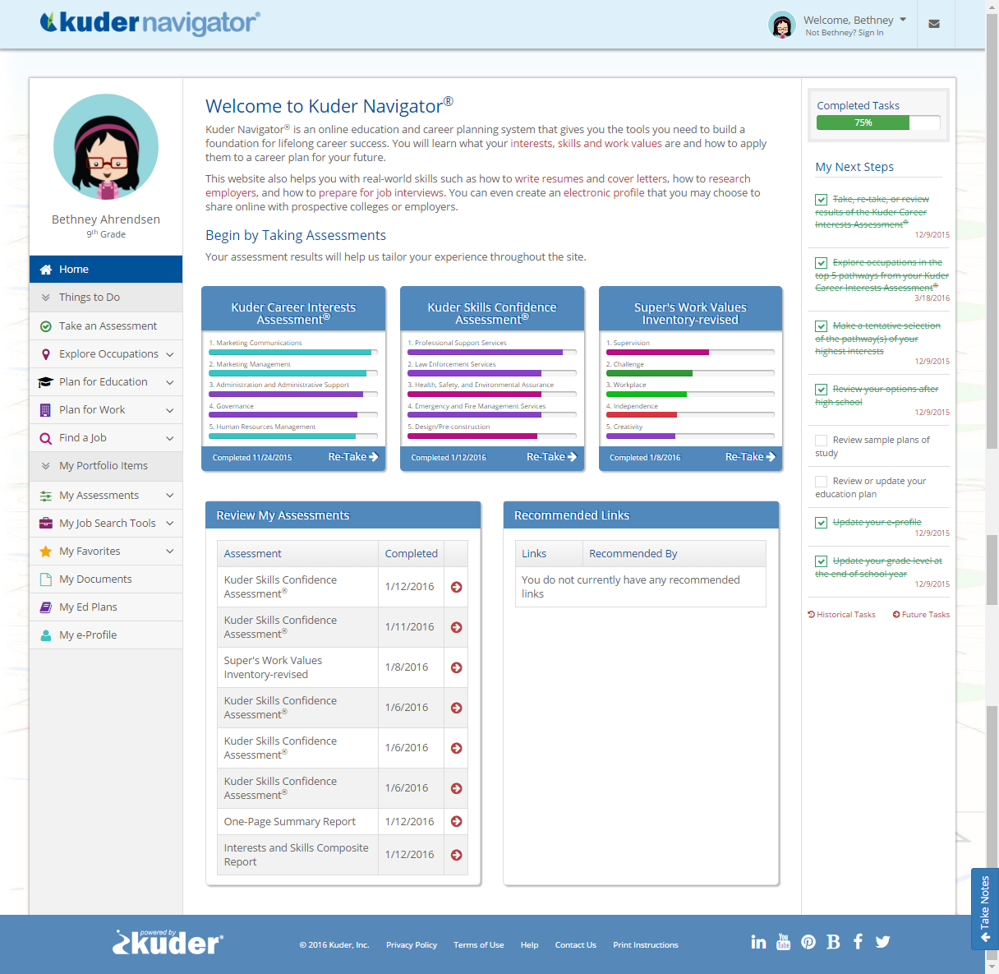 kuder navigator®
Welcome, Bethney
Not Bethney? Sign In
Bethney Ahrendsen
9th Grade
Home
Things to Do
Take an Assessment
Explore Occupations
Plan for Education
Plan for Work
Find a Job
My Portfolio Items
My Assessments
My Job Search Tools
My Favorites
My Documents
My Ed Plans
My e-Profile
Welcome to Kuder Navigator®
Kuder Navigator® is an online education and career planning system that gives you the tools you need to build a
foundation for lifelong career success. You will learn what your interests, skills and work values are and how to apply
them to a career plan for your future.
This website also helps you with real-world skills such as how to write resumes and cover letters, how to research
employers, and how to prepare for job interviews. You can even create an electronic profile that you may choose to
share online with prospective colleges or employers.
Begin by Taking Assessments
Your assessment results will help us tailor your experience throughout the site.
Kuder Career Interests
Assessment®
1. Marketing Communications
2. Marketing Management
3. Administration and Administrative Support
4. Governance
5. Human Resources Management
Completed 11/24/2015 Re-Take
Kuder Skills Confidence
Assessment®
1. Professional Support Services
2. Law Enforcement Services
3. Health, Safety, and Environmental Assurance
4. Emergency and Fire Management Services
5. Design/Pre-construction
Completed 1/12/2016 Re-Take
Super's Work Values
Inventory-revised
1. Supervision
2. Challenge
3. Workplace
4. Independence
5. Creativity
Completed 1/8/2016 Re-Take
Review My Assessments
Assessment Completed
Kuder Skills Confidence
Assessment® 1/12/2016
Kuder Skills Confidence
Assessment® 1/11/2016
Super's Work Values
Inventory-revised 1/8/2016
Kuder Skills Confidence
Assessment® 1/6/2016
Kuder Skills Confidence
Assessment® 1/6/2016
Kuder Skills Confidence
Assessment® 1/6/2016
One-Page Summary Report 1/12/2016
Interests and Skills Composite
Report 1/12/2016
Recommended Links
Links Recommended By
You do not currently have any recommended
links
Completed Tasks
75%
My Next Steps
Take, re-take, or review
results of the Kuder Career
Interests Assessment®
12/9/2015
Explore occupations in the
top 5 pathways from your Kuder
Career Interests Assessment®
3/18/2016
Make a tentative selection
of the pathway(s) of your
highest interests
12/9/2015
Review your options after
high school
12/9/2015
Review sample plans of
study
Review or update your
education plan
Update your e-profile
12/9/2015
Update your grade level at
the end of school year
12/9/2015
Historical Tasks Future Tasks
Take Notes
powered by
kuder®
© 2016 Kuder, Inc. Privacy Policy Terms of Use Help Contact Us Print Instructions
in You Tube B f